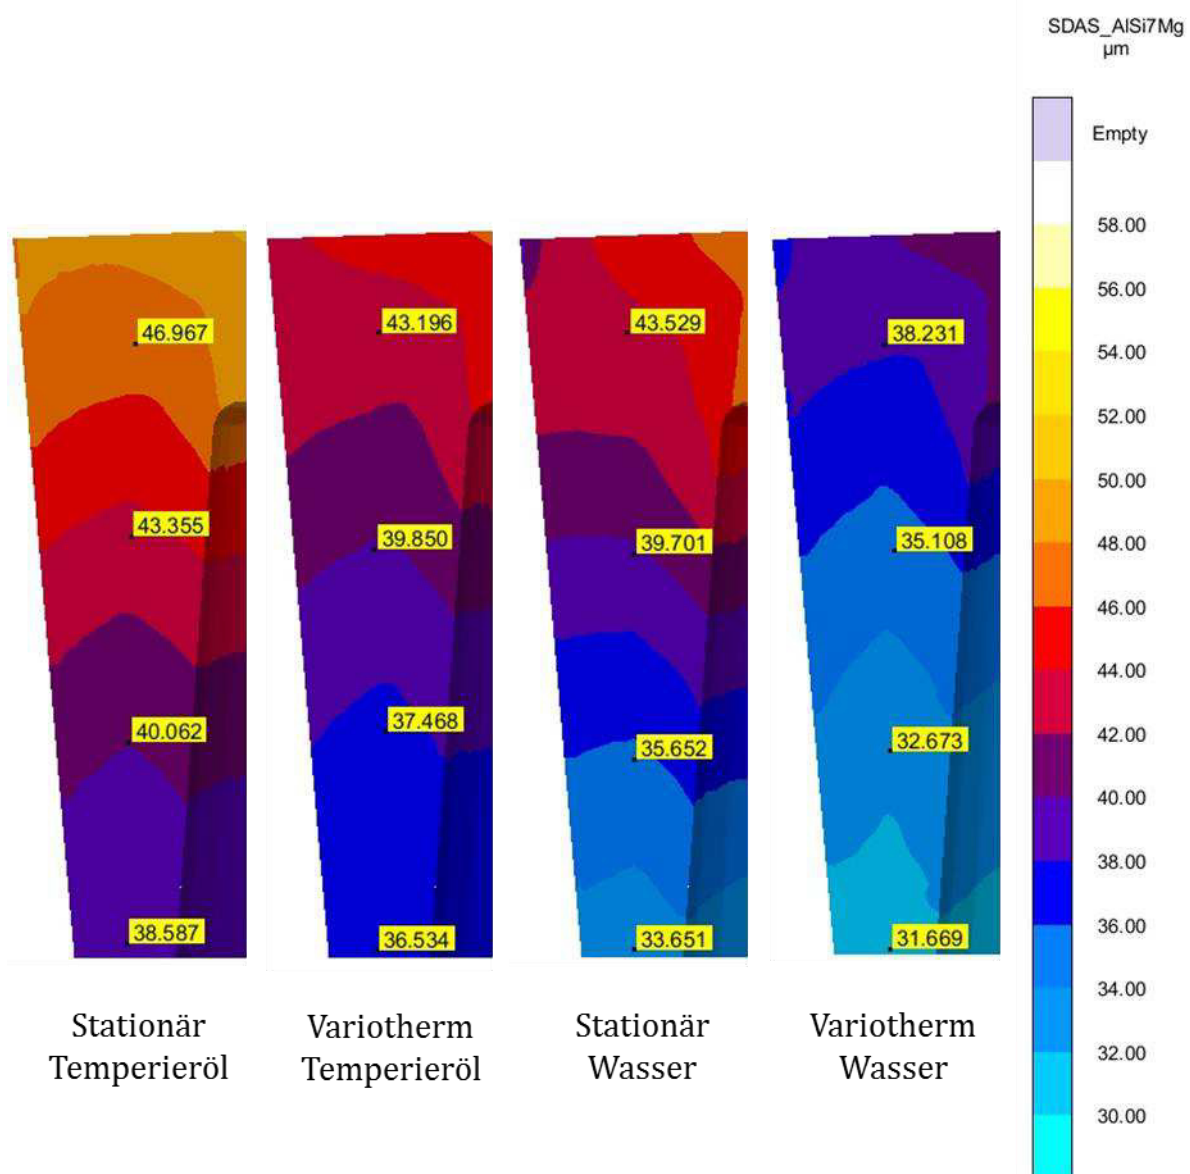 SDAS_AlSi7Mg
µm
Empty
58.00
56.00
54.00
52.00
50.00
48.00
46.00
44.00
42.00
40.00
38.00
36.00
34.00
32.00
30.00
46.967
43.355
40.062
38.587
Stationär
Temperieröl
43.196
39.850
37.468
36.534
Variotherm
Temperieröl
43.529
39.701
35.652
33.651
Stationär
Wasser
38.231
35.108
32.673
31.669
Variotherm
Wasser